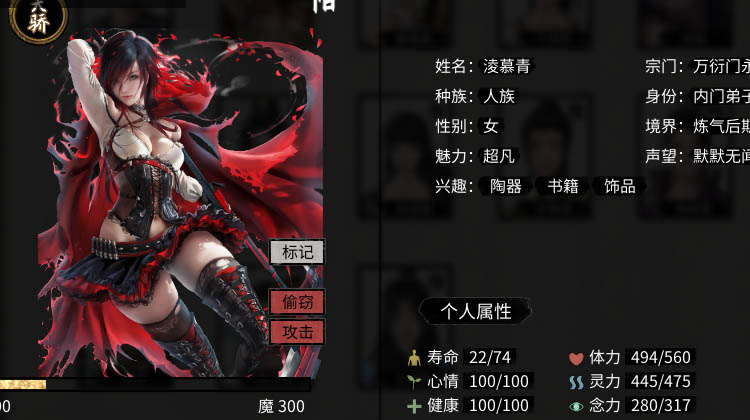 天骄
姓名：淩慕青
宗门：万衍门永
种族：人族
身份：内门弟子
性别：女
境界：炼气后期
魅力：超凡
声望：默默无闻
兴趣：陶器 书籍 饰品
标记
偷窃
攻击
个人属性
寿命 22/74
体力 494/560
心情 100/100
灵力 445/475
健康 100/100
念力 280/317
00
魔 300